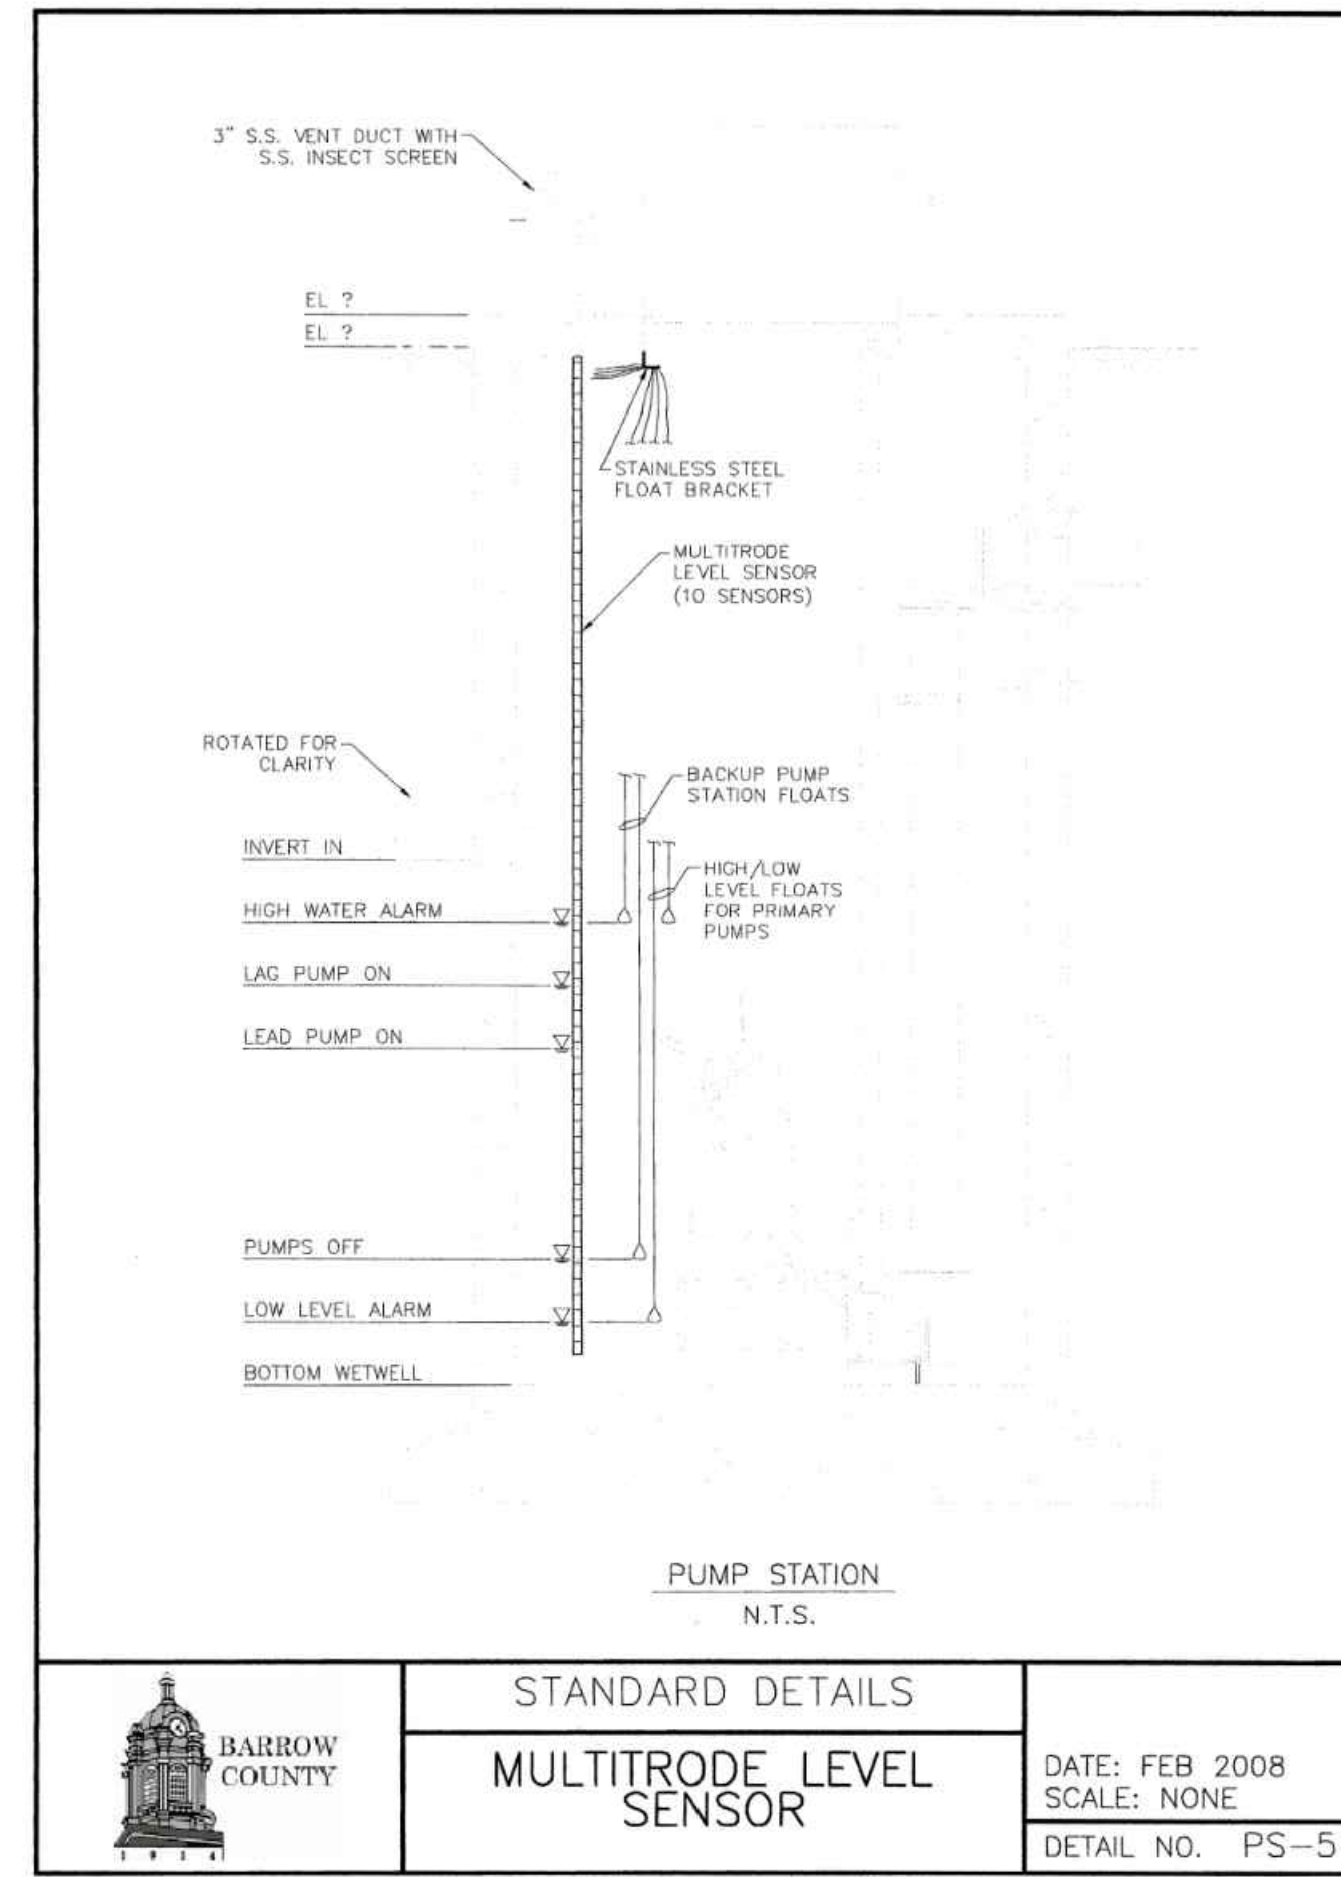 3" S.S. VENT DUCT WITH
S.S. INSECT SCREEN
EL ?
EL ?
STAINLESS STEEL
FLOAT BRACKET
MULTITRODE
LEVEL SENSOR
(10 SENSORS)
ROTATED FOR
CLARITY
BACKUP PUMP
STATION FLOATS
INVERT IN
HIGH/LOW
LEVEL FLOATS
FOR PRIMARY
PUMPS
HIGH WATER ALARM
LAG PUMP ON
LEAD PUMP ON
PUMPS OFF
LOW LEVEL ALARM
BOTTOM WETWELL
PUMP STATION
N.T.S.
BARROW
COUNTY
1914
STANDARD DETAILS
MULTITRODE LEVEL
SENSOR
DATE: FEB 2008
SCALE: NONE
DETAIL NO. PS-5